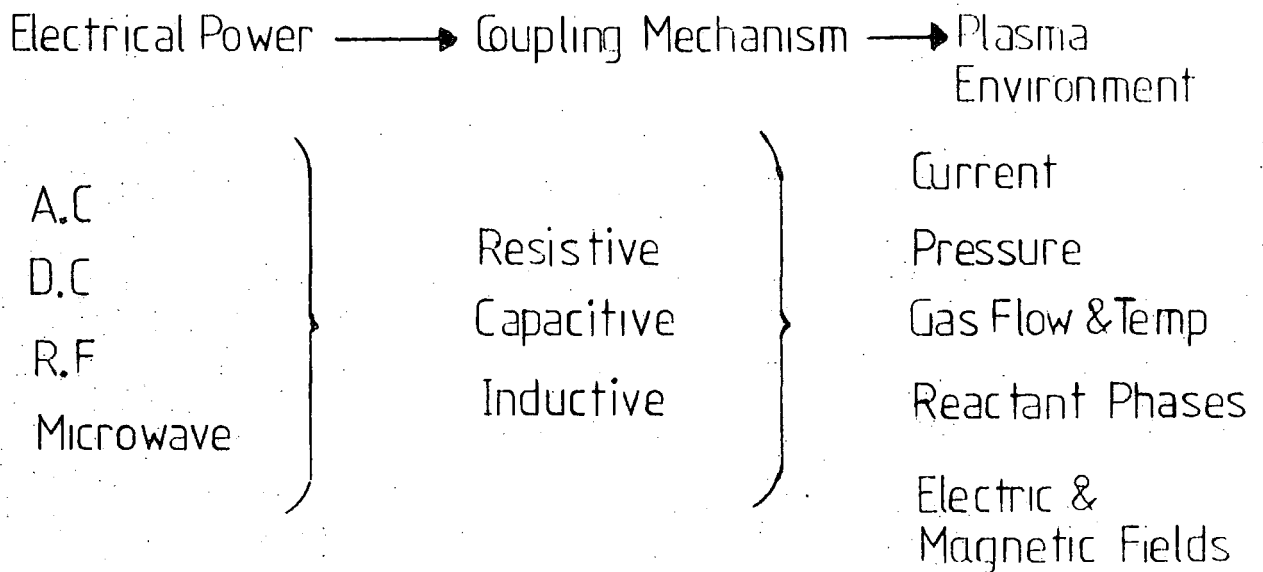 Electrical Power → Coupling Mechanism → Plasma
Environment
A.C
D.C
R.F
Microwave
Resistive
Capacitive
Inductive
Current
Pressure
Gas Flow & Temp
Reactant Phases
Electric &
Magnetic Fields